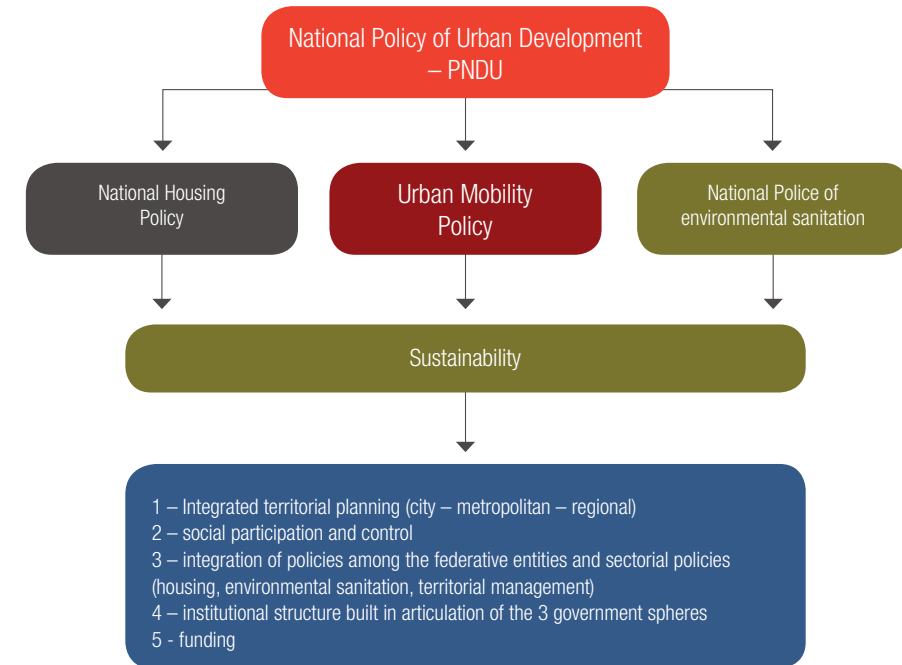 National Policy of Urban Development
– PNDU
National Housing
Policy
Urban Mobility
Policy
National Police of
environmental sanitation
Sustainability
1 – Integrated territorial planning (city – metropolitan – regional)
2 – social participation and control
3 – integration of policies among the federative entities and sectorial policies
(housing, environmental sanitation, territorial management)
4 – institutional structure built in articulation of the 3 government spheres
5 - funding